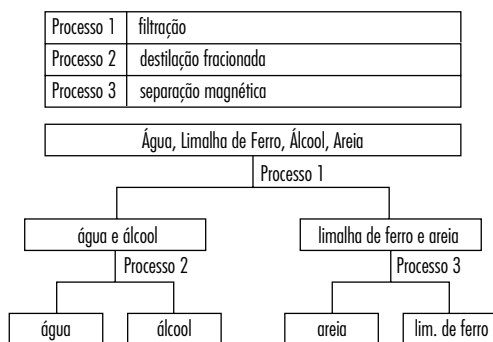 Processo 1 filtração
Processo 2 destilação fracionada
Processo 3 separação magnética
Água, Limalha de Ferro, Álcool, Areia
Processo 1
água e álcool limalha de ferro e areia
Processo 2 Processo 3
água álcool areia lim. de ferro